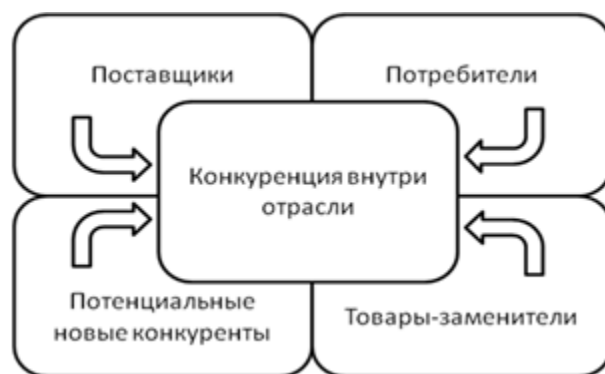 Поставщики
Потребители
Конкуренция внутри
отрасли
Потенциальные
новые конкуренты
Товары-заменители